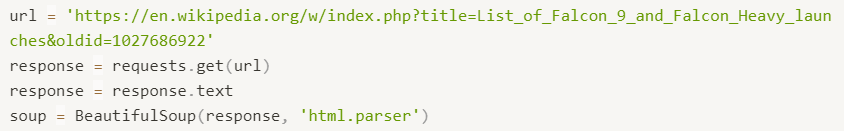 url = 'https://en.wikipedia.org/w/index.php?title=List_of_Falcon_9_and_Falcon_Heavy_laun
ches&oldid=1027686922'
response = requests.get(url)
response = response.text
soup = BeautifulSoup(response, 'html.parser')